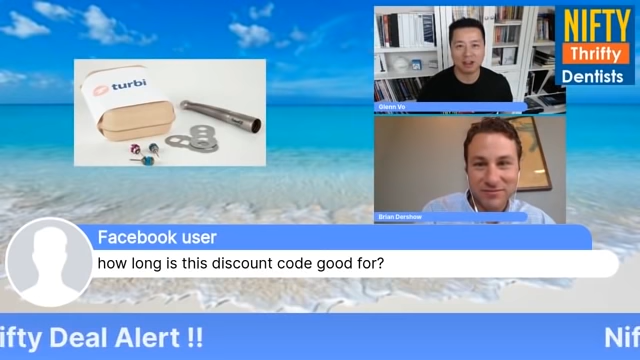 NIFTY
Thrifty
Dentists
turbi
Glenn Vo
Brian Dershow
Facebook user
how long is this discount code good for?
ifty Deal Alert !!
Nif